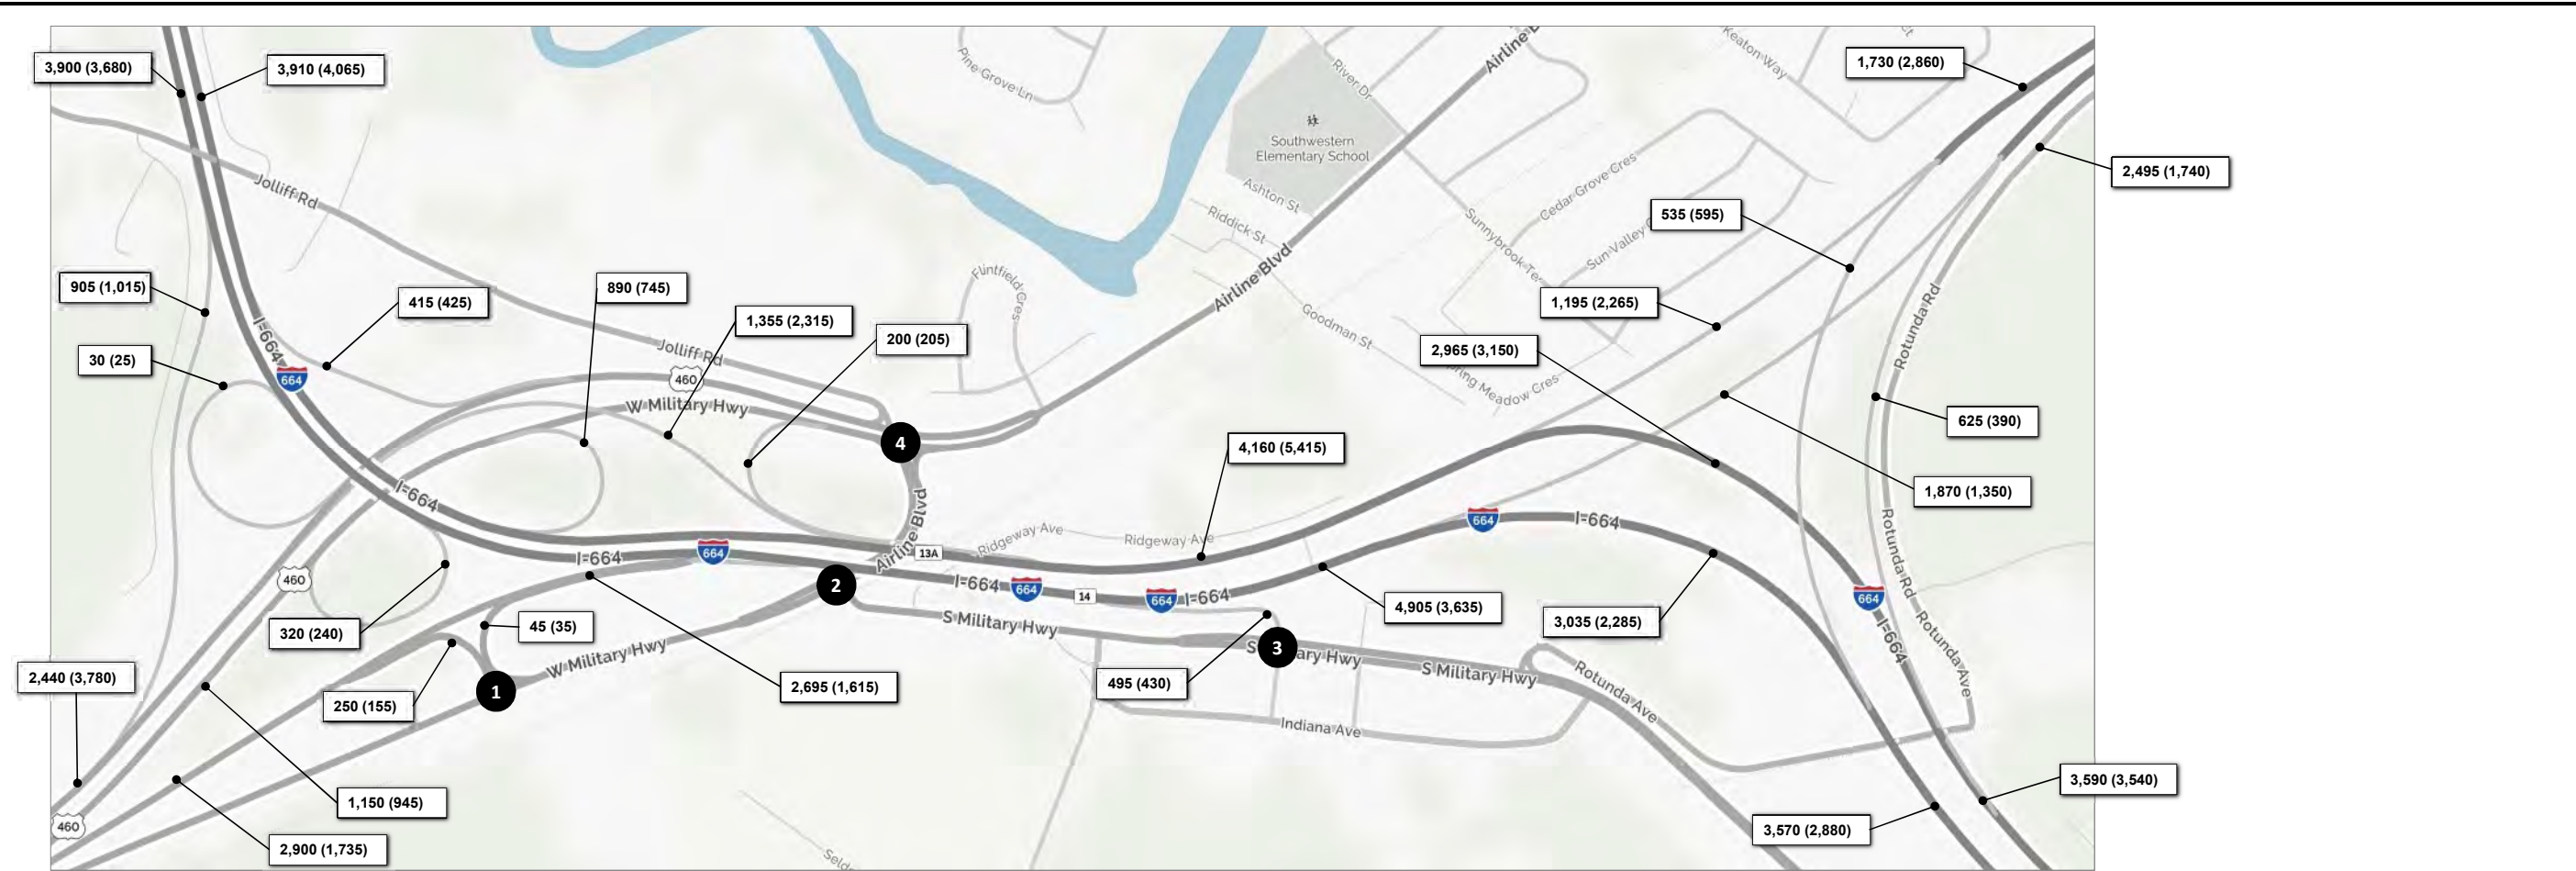 3,900 (3,680)
3,910 (4,065)
Pine Grove Ln
River Dr
Airline B
Keaton Way
Ct
1,730 (2,860)
Southwestern
Elementary School
2,495 (1,740)
Jolliff Rd
Ashton St
Riddick St
Cedar Grove Cres
535 (595)
Sunnybrook Ter
Sun-Valley C
905 (1,015)
415 (425)
890 (745)
1,355 (2,315)
200 (205)
Flintfield Cres
Airline Blvd
Goodman St
1,195 (2,265)
2,965 (3,150)
Rotunda Rd
30 (25)
I-664
664
Jolliff Rd
460
W Military Hwy
pring Meadow Cres
625 (390)
4
4,160 (5,415)
1,870 (1,350)
I-664
Airline Blvd
Ridgeway Ave
Ridgeway Ave
664
I-664
Rotunda Rd
I-664
664
13A
460
2
I-664
664
14
664
I-664
4,905 (3,635)
3,035 (2,285)
664
I-664
Rotunda Ave
320 (240)
45 (35)
S Military Hwy
W Military Hwy
3
S
ary Hwy
S Military Hwy
Rotunda Ave
2,440 (3,780)
1
2,695 (1,615)
495 (430)
250 (155)
Indiana Ave
1,150 (945)
3,590 (3,540)
460
2,900 (1,735)
3,570 (2,880)
Seld